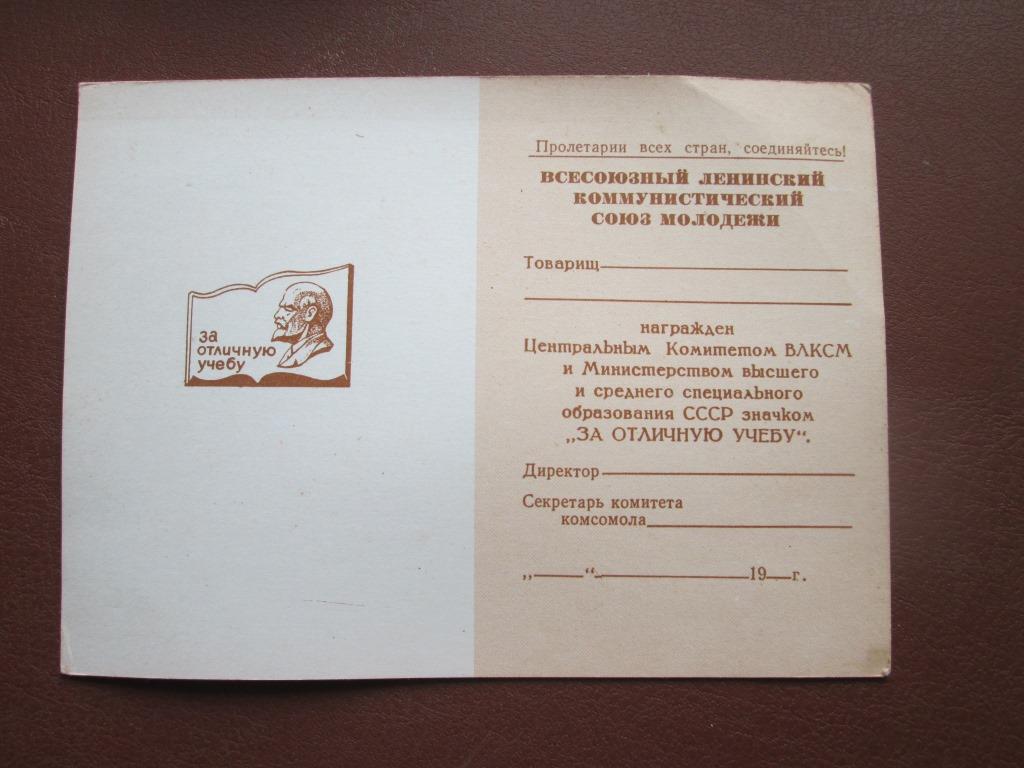 за
отличную
учебу
Пролетарии всех стран, соединяйтесь!
ВСЕСОЮЗНЫЙ ЛЕНИНСКИЙ
КОММУНИСТИЧЕСКИЙ
СОЮЗ МОЛОДЕЖИ
Товарищ
награжден
Центральным Комитетом ВЛКСМ
и Министерством высшего
и среднего специального
образования СССР значком
„ЗА ОТЛИЧНУЮ УЧЕБУ“.
Директор
Секретарь комитета
комсомола
„ “ 19 г.